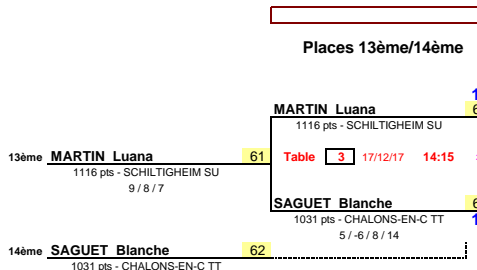 Places 13ème/14ème
MARTIN Luana
1116 pts - SCHILTIGHEIM SU
13ème MARTIN Luana 61
Table 3 17/12/17 14:15
1116 pts - SCHILTIGHEIM SU
9 / 8 / 7
SAGUET Blanche
1031 pts - CHALONS-EN-C TT
5 / -6 / 8 / 14
14ème SAGUET Blanche 62
1031 pts - CHALONS-EN-C TT